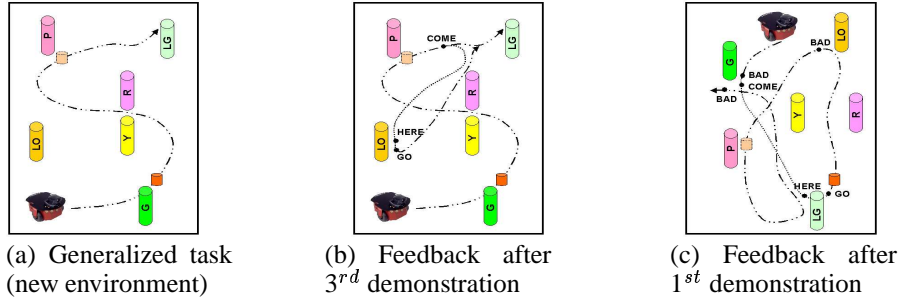 P
LG
R
LO
Y
G
(a) Generalized task
(new environment)
P
COME
LG
R
HERE
LO
GO
Y
G
(b) Feedback after
3rd demonstration
LO
BAD
G
BAD
COME
BAD
Y
R
P
HERE
GO
LG
(c) Feedback after
1st demonstration